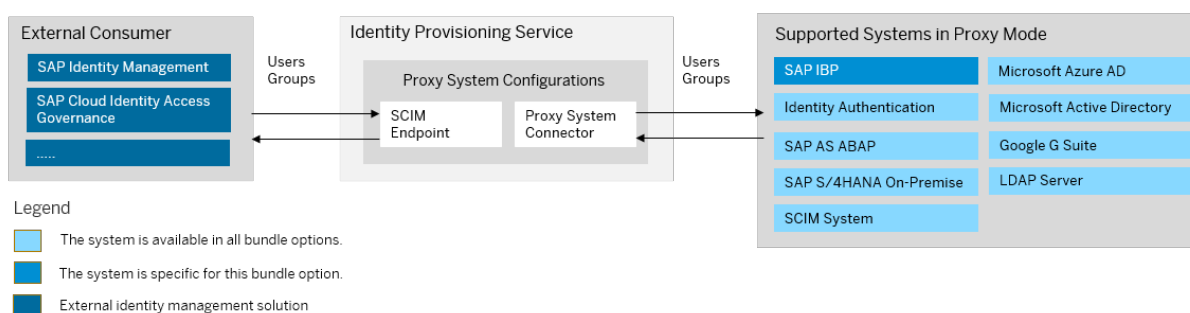 External Consumer
SAP Identity Management
SAP Cloud Identity Access
Governance
.....
Users
Groups
Identity Provisioning Service
Proxy System Configurations
SCIM
Endpoint
Proxy System
Connector
Users
Groups
Supported Systems in Proxy Mode
SAP IBP
Identity Authentication
SAP AS ABAP
SAP S/4HANA On-Premise
SCIM System
Microsoft Azure AD
Microsoft Active Directory
Google G Suite
LDAP Server
Legend
The system is available in all bundle options.
The system is specific for this bundle option.
External identity management solution